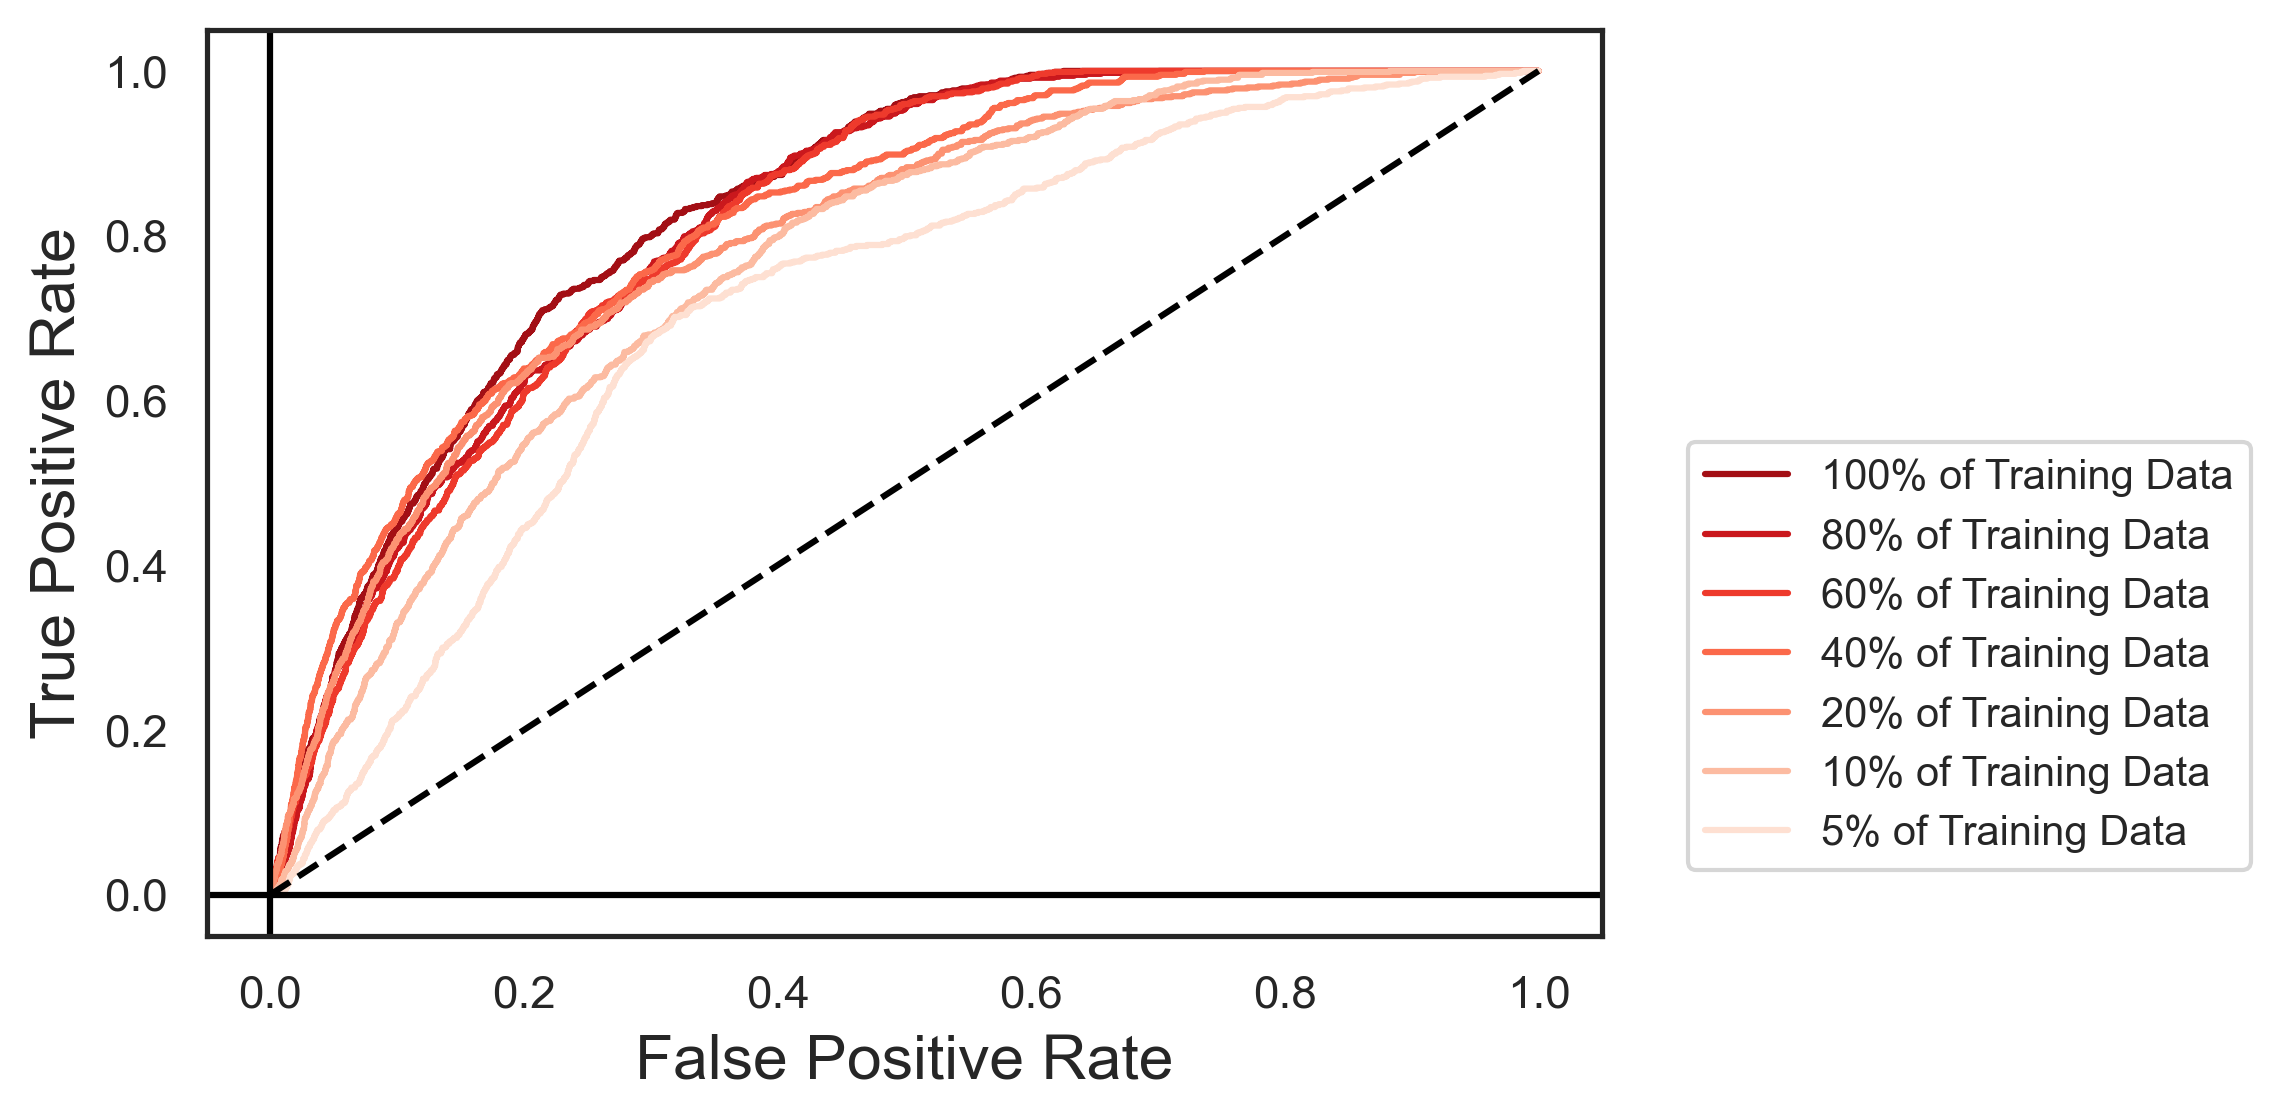 True Positive Rate
1.0
0.8
0.6
0.4
0.2
0.0
0.0 0.2 0.4 0.6 0.8 1.0
False Positive Rate
100% of Training Data
80% of Training Data
60% of Training Data
40% of Training Data
20% of Training Data
10% of Training Data
5% of Training Data